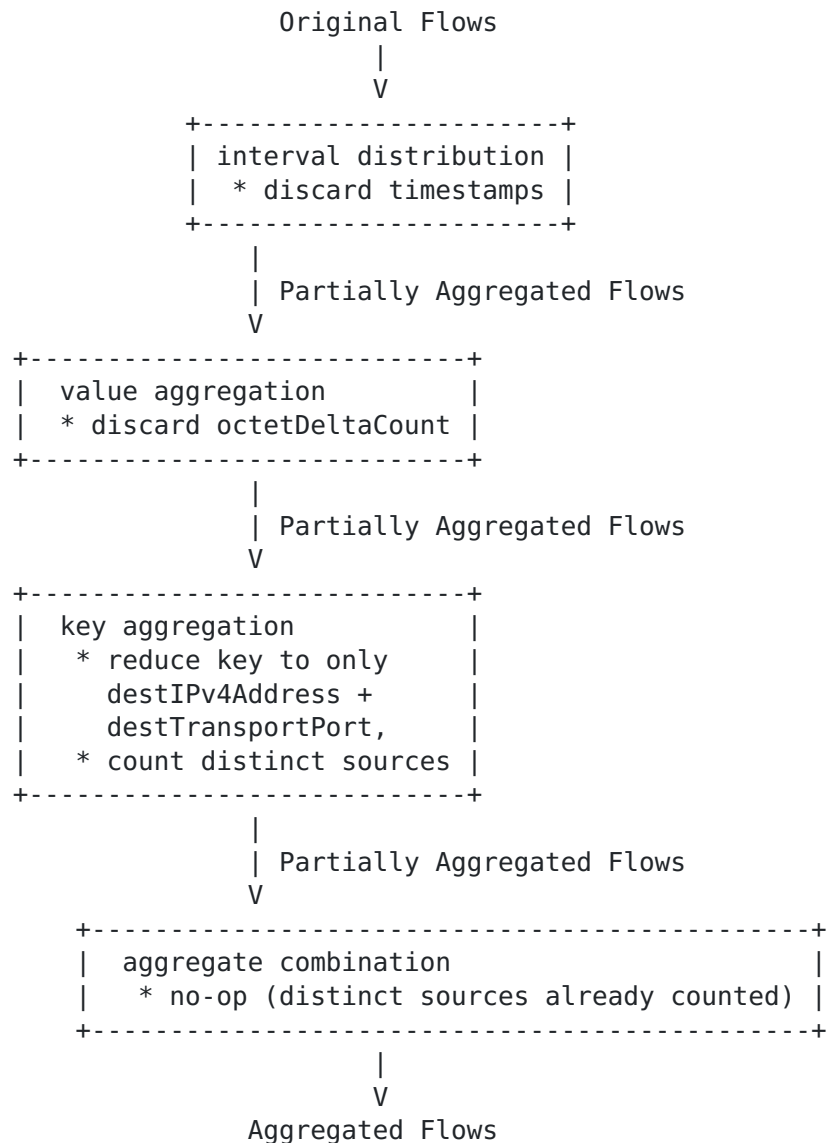 Original Flows
|
V
+-----------------------+
| interval distribution |
|  * discard timestamps |
+-----------------------+
|
| Partially Aggregated Flows
V
+----------------------------+
|  value aggregation         |
|  * discard octetDeltaCount |
+----------------------------+
|
| Partially Aggregated Flows
V
+----------------------------+
|  key aggregation           |
|   * reduce key to only     |
|     destIPv4Address +      |
|     destTransportPort,     |
|   * count distinct sources |
+----------------------------+
|
| Partially Aggregated Flows
V
+----------------------------------------------+
|  aggregate combination                       |
|   * no-op (distinct sources already counted) |
+----------------------------------------------+
|
V
Aggregated Flows